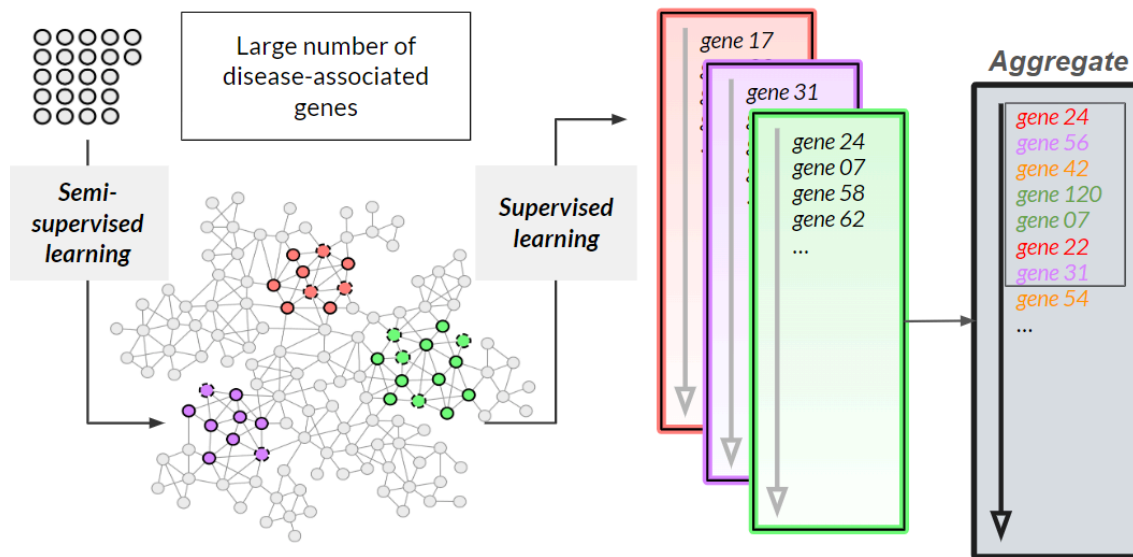 Large number of
disease-associated
genes
Semi-
supervised
learning
Supervised
learning
gene 17
gene 31
gene 24
gene 07
gene 58
gene 62
...
Aggregate
gene 24
gene 56
gene 42
gene 120
gene 07
gene 22
gene 31
gene 54
...